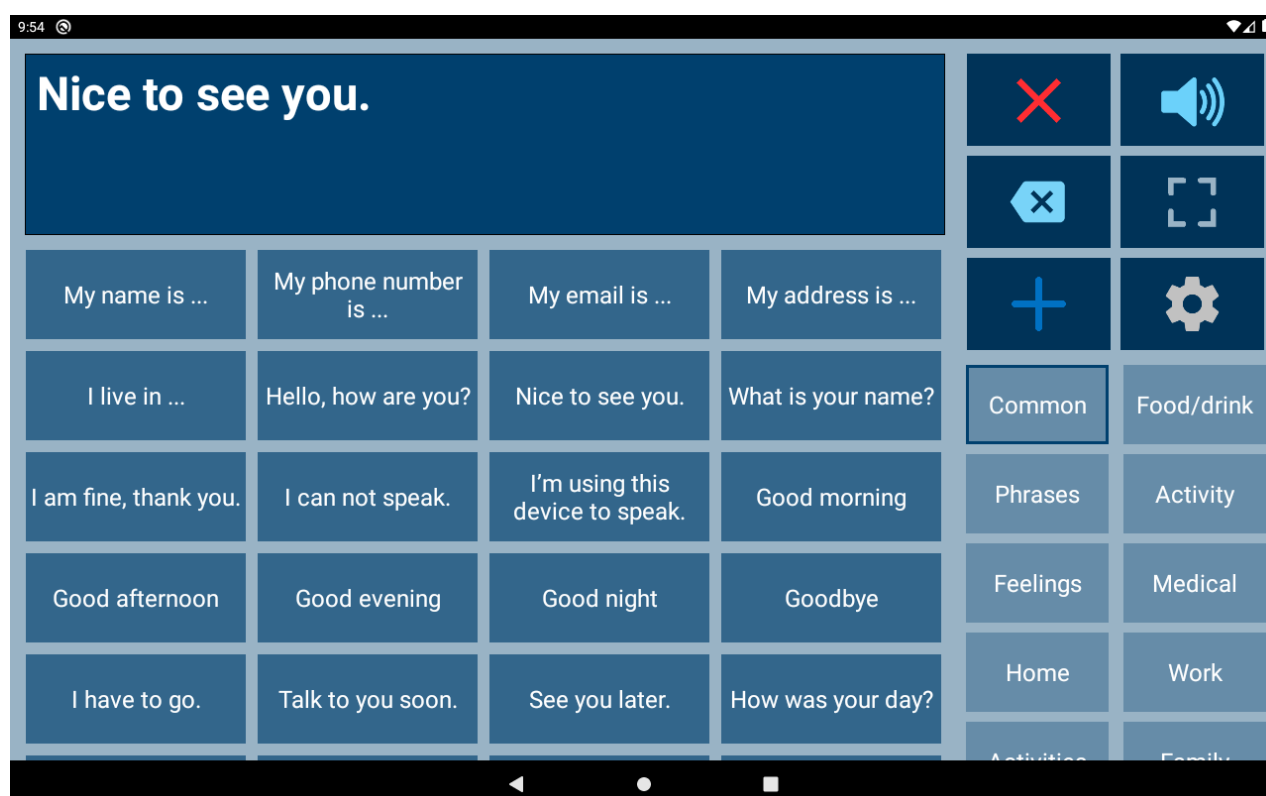 9:54
Nice to see you.
My name is ...
My phone number
is ...
My email is ...
My address is ...
I live in ...
Hello, how are you?
Nice to see you.
What is your name?
I am fine, thank you.
I can not speak.
I’m using this
device to speak.
Good morning
Good afternoon
Good evening
Good night
Goodbye
I have to go.
Talk to you soon.
See you later.
How was your day?
Common
Food/drink
Phrases
Activity
Feelings
Medical
Home
Work
Activities
Family